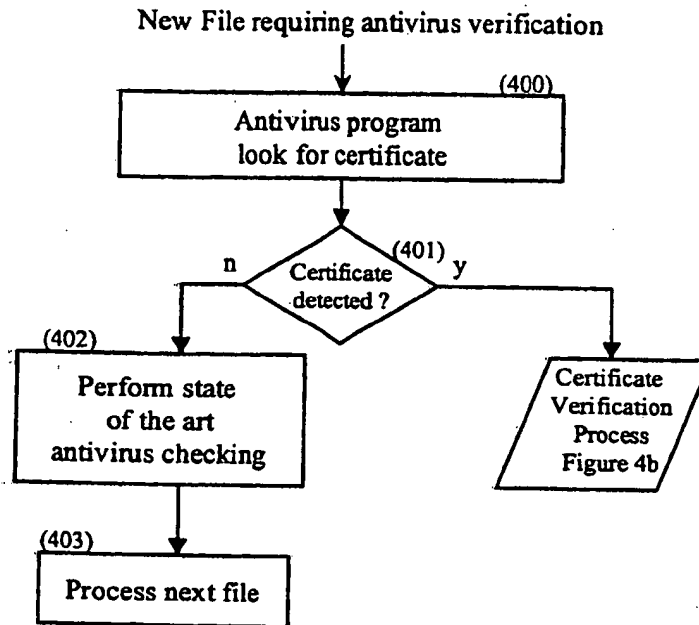 New File requiring antivirus verification
(400)
Antivirus program
look for certificate
(401)
n
y
Certificate
detected ?
(402)
Perform state
of the art
antivirus checking
Certificate
Verification
Process
Figure 4b
(403)
Process next file